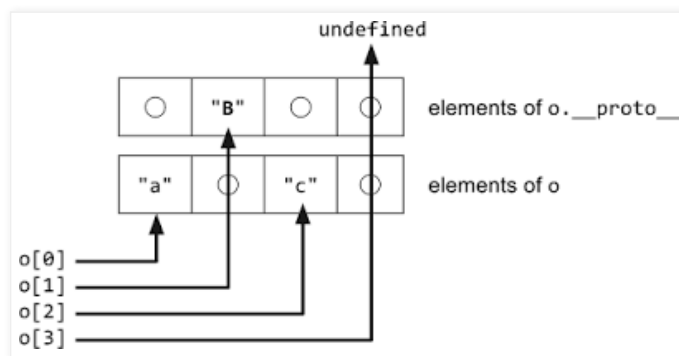 undefined
"B" elements of o.__proto__
"a" "c" elements of o
o[0]
o[1]
o[2]
o[3]